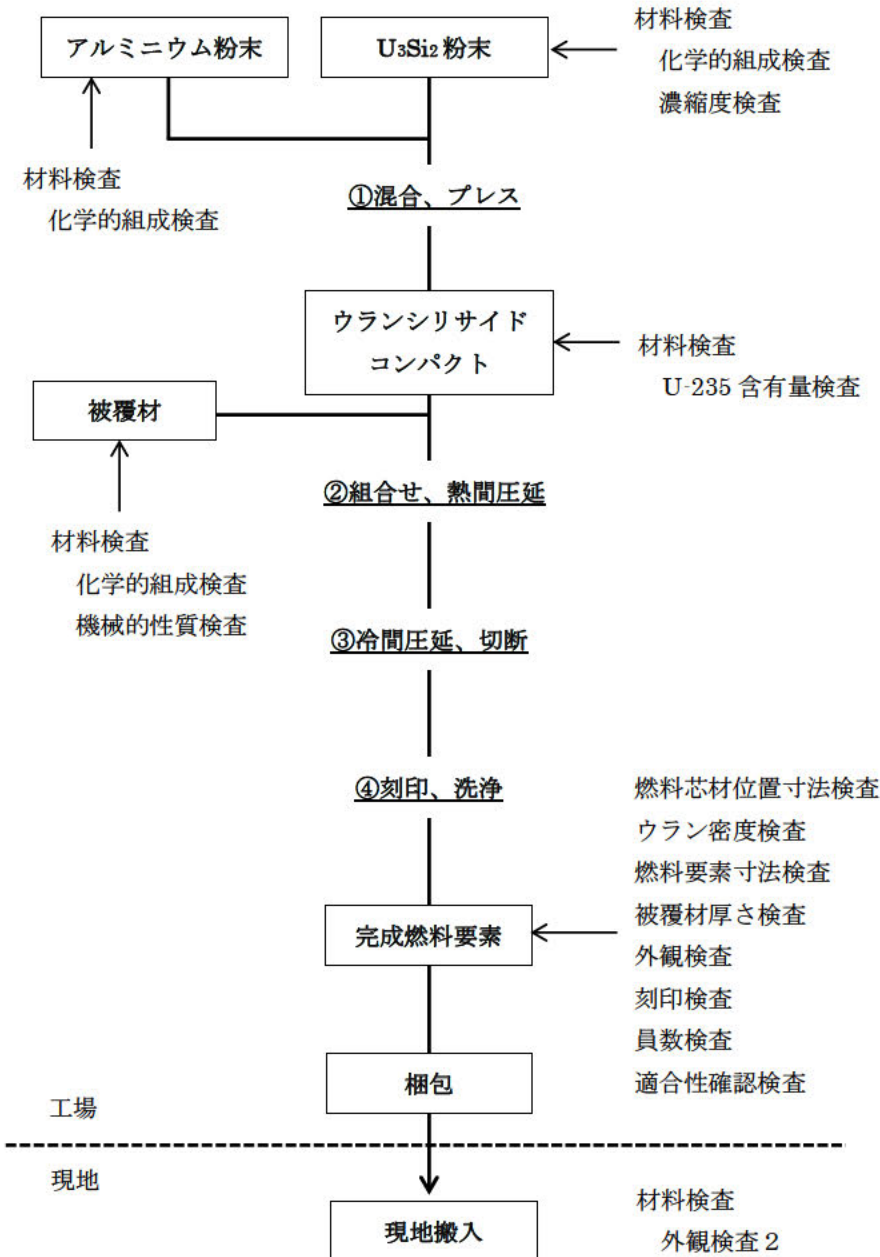 アルミニウム粉末
U3Si2 粉末
材料検査
化学的組成検査
濃縮度検査
材料検査
化学的組成検査
①混合、プレス
ウランシリサイド
コンパクト
材料検査
U-235 含有量検査
被覆材
②組合せ、熱間圧延
材料検査
化学的組成検査
機械的性質検査
③冷間圧延、切断
④刻印、洗浄
燃料芯材位置寸法検査
ウラン密度検査
燃料要素寸法検査
被覆材厚さ検査
外観検査
刻印検査
員数検査
適合性確認検査
完成燃料要素
梱包
工場
現地
現地搬入
材料検査
外観検査 2